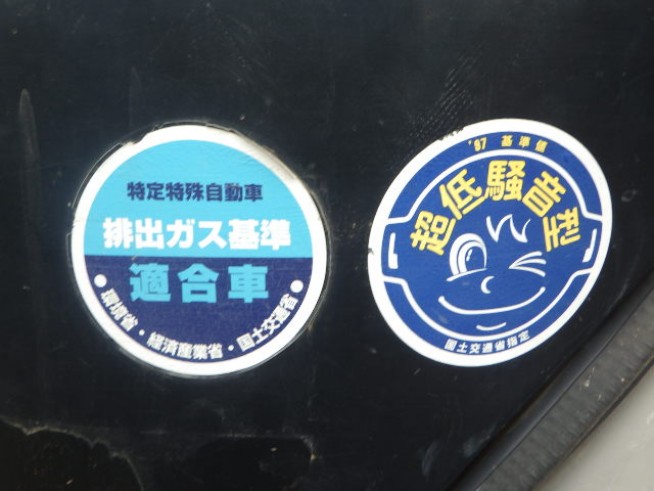 特定特殊自動車
排出ガス基準
適合車
環境省・経済産業省・国土交通省
'97 基準値
超低騒音型
国土交通省指定